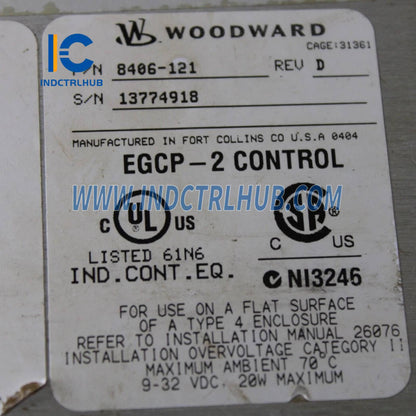 IC
INDCTRLHUB
WOODWARD
CAGE:31361
P/N 8406-121 REV D
S/N 13774918
MANUFACTURED IN FORT COLLINS CO U.S.A 0404
EGCP-2 CONTROL
WWW.INDCTRLHUB.COM
C UL US
LISTED 61N6
IND.CONT.EQ.
SA ®
C US
N13246
FOR USE ON A FLAT SURFACE
OF A TYPE 4 ENCLOSURE
REFER TO INSTALLATION MANUAL 26076
INSTALLATION OVERVOLTAGE CATEGORY II
MAXIMUM AMBIENT 70°C
9-32 VDC, 20W MAXIMUM